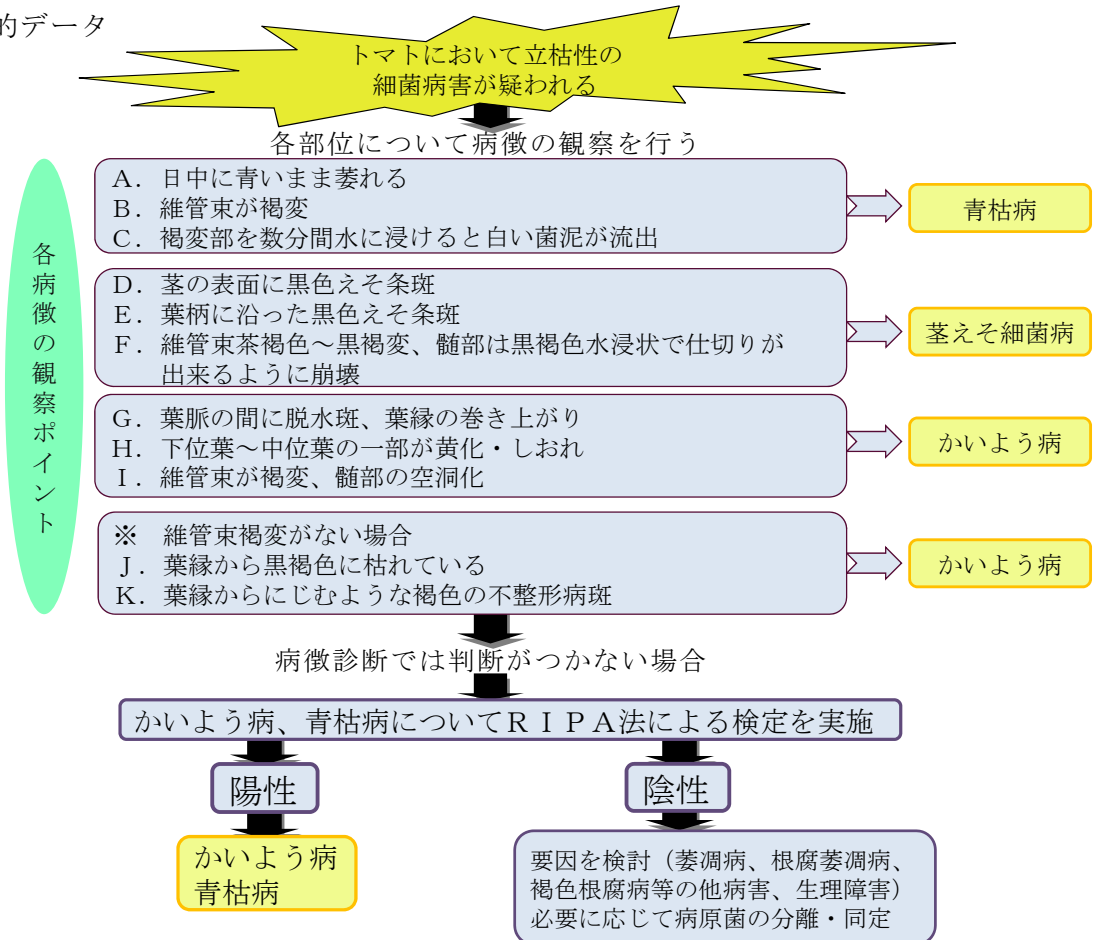 的データ
トマトにおいて立枯性の
細菌病害が疑われる
各部位について病徴の観察を行う
各病徴の観察ポイント
A．日中に青いまま萎れる
B．維管束が褐変
C．褐変部を数分間水に浸けると白い菌泥が流出
青枯病
D．茎の表面に黒色えそ条斑
E．葉柄に沿った黒色えそ条斑
F．維管束茶褐色～黒褐変、髄部は黒褐色水浸状で仕切りが
出来るように崩壊
茎えそ細菌病
G．葉脈の間に脱水斑、葉縁の巻き上がり
H．下位葉～中位葉の一部が黄化・しおれ
I．維管束が褐変、髄部の空洞化
かいよう病
※　維管束褐変がない場合
J．葉縁から黒褐色に枯れている
K．葉縁からにじむような褐色の不整形病斑
かいよう病
病徴診断では判断がつかない場合
かいよう病、青枯病についてＲＩＰＡ法による検定を実施
陽性
陰性
かいよう病
青枯病
要因を検討（萎凋病、根腐萎凋病、
褐色根腐病等の他病害、生理障害）
必要に応じて病原菌の分離・同定